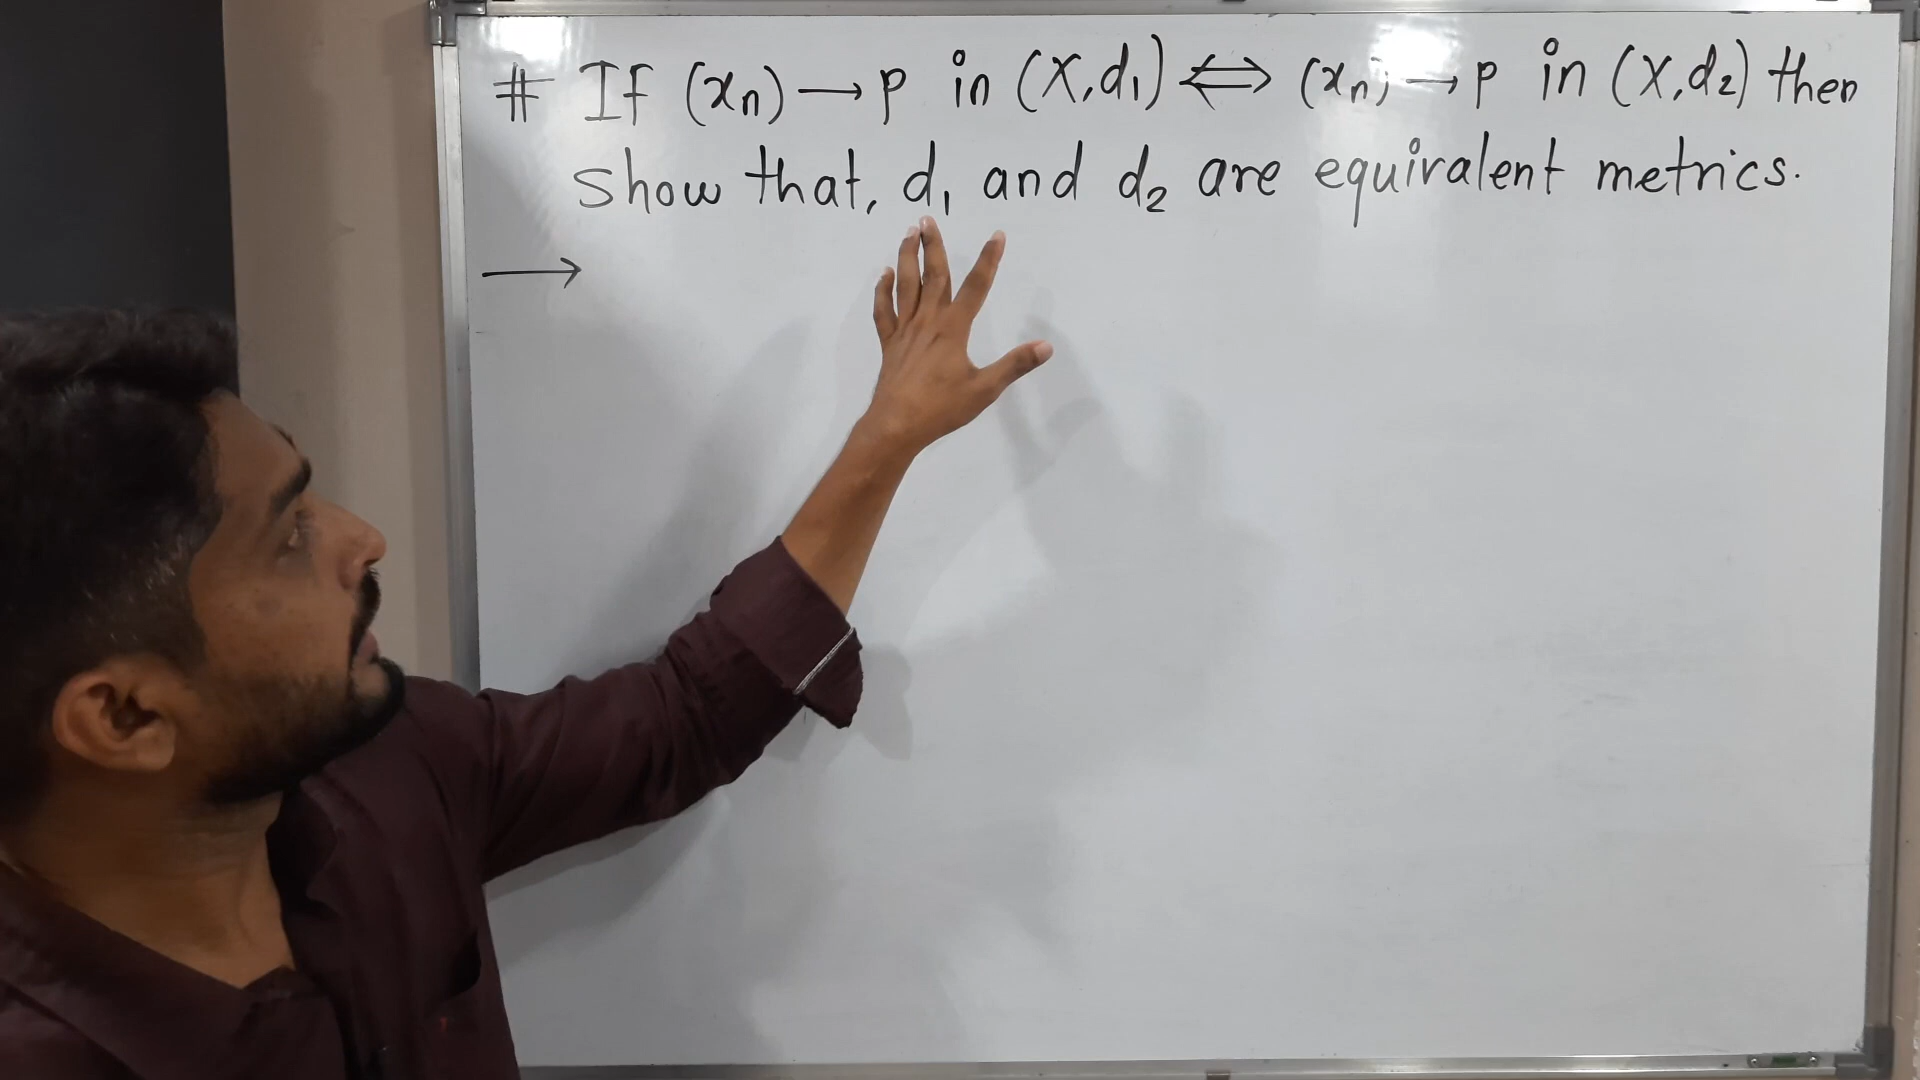 # If (xₙ) → p in (X,d₁) ⟺ (xₙ) → p in (X,d₂) then
show that, d₁ and d₂ are equivalent metrics.
→